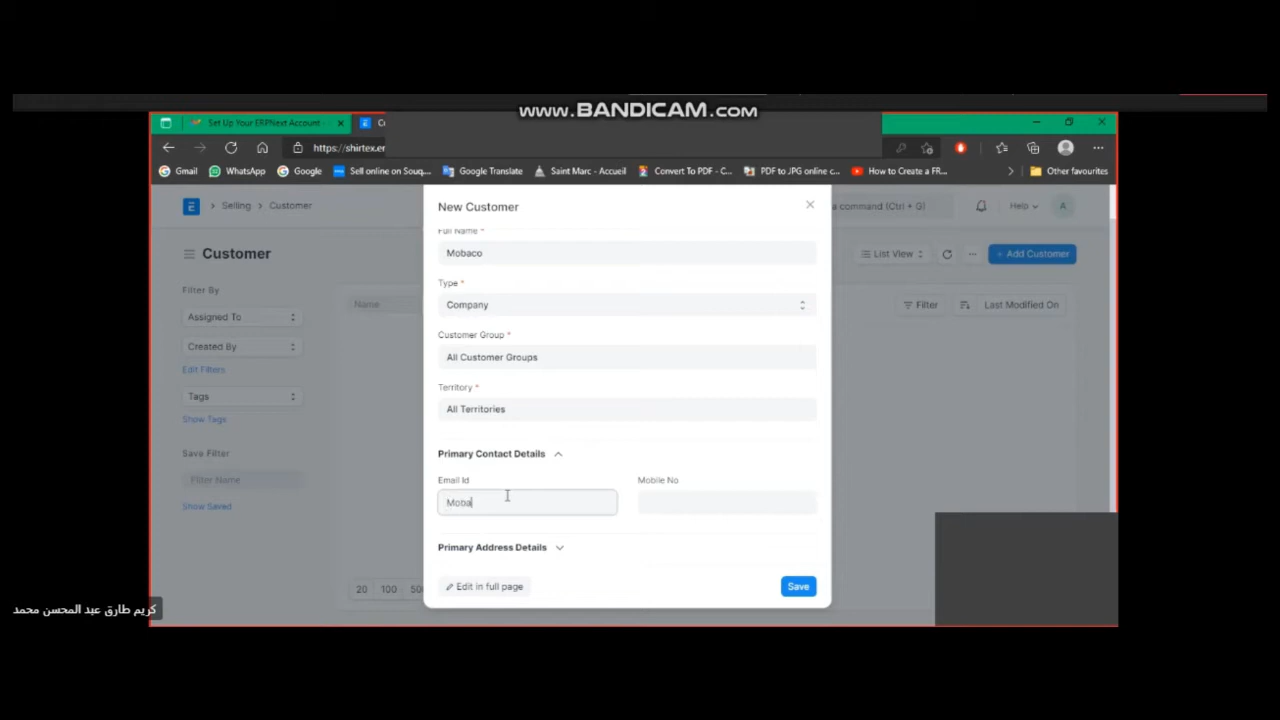 www.BANDICAM.com
Set Up Your ERPNext Account -
https://shirtex.er
Gmail WhatsApp Google Sell online on Souq,... Google Translate Saint Marc - Accueil Convert To PDF - C... PDF to JPG online c... How to Create a FR... Other favourites
Selling > Customer
a command (Ctrl + G) Help A
Customer
List View
... + Add Customer
Filter By
Assigned To
Created By
Edit Filters
Tags
Show Tags
Save Filter
Filter Name
Show Saved
Name
Filter Last Modified On
New Customer
Full Name *
Mobaco
Type *
Company
Customer Group *
All Customer Groups
Territory *
All Territories
Primary Contact Details
Email Id Mobile No
Moba
Primary Address Details
Edit in full page Save
20 100 50
كريم طارق عبد المحسن محمد